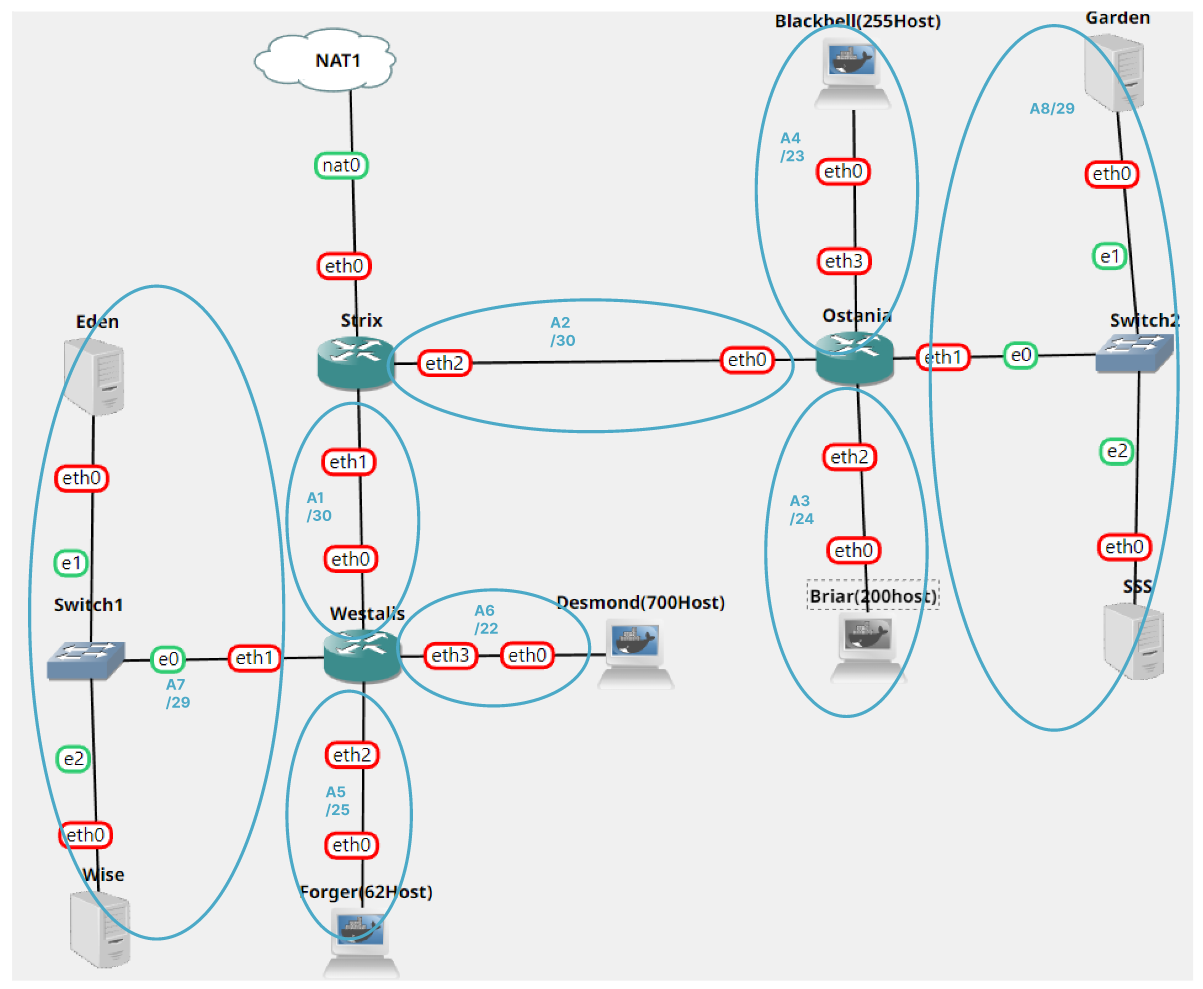 Blackbell(255Host)
Garden
NAT1
A8/29
A4
/23
nat0
eth0
eth0
eth0
e1
eth3
Eden
Strix
A2
/30
Ostania
Switch2
eth2
eth0
eth1
e0
eth1
eth2
e2
eth0
A1
/30
A3
/24
eth0
eth0
eth0
e1
Switch1
Westalis
A6
/22
Desmond(700Host)
Briar(200host)
SSS
e0
eth1
eth3
eth0
A7
/29
e2
eth2
A5
/25
eth0
eth0
Wise
Forger(62Host)